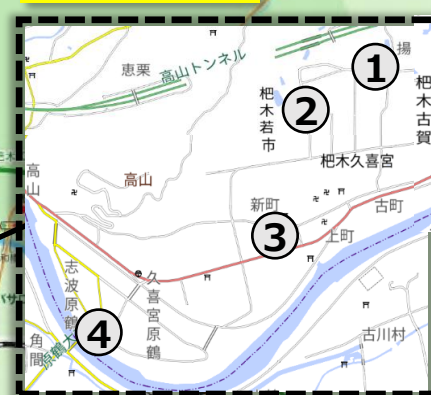 恵栗
高山トンネル
①
揚
②
杷木若市
杷木古賀
杷木久喜宮
高山
高山
新町
古町
③
上町
志波原鶴
久喜宮原鶴
④
角間
古川村